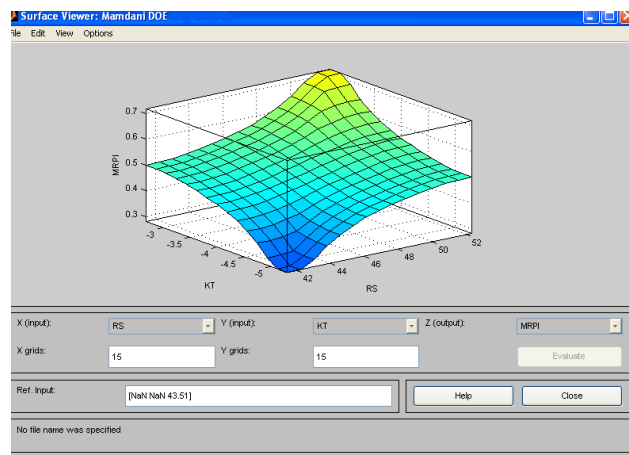 Surface Viewer: Mamdani DOE
File Edit View Options
0.7
0.6
0.5
0.4
0.3
MRPI
-3
-3.5
-4
-4.5
-5
KT
42
44
46
48
50
52
RS
X (input): RS Y (input): KT Z (output): MRPI
X grids: 15 Y grids: 15 Evaluate
Ref. Input: [NaN NaN 43.51] Help Close
No file name was specified